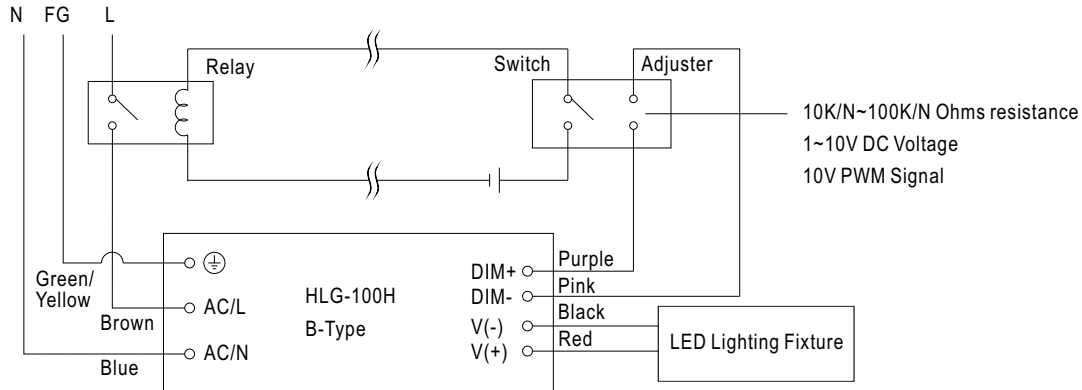 N FG L
Relay
Switch
Adjuster
10K/N~100K/N Ohms resistance
1~10V DC Voltage
10V PWM Signal
Green/
Yellow
Brown
Blue
AC/L
AC/N
HLG-100H
B-Type
DIM+
DIM-
V(-)
V(+)
Purple
Pink
Black
Red
LED Lighting Fixture